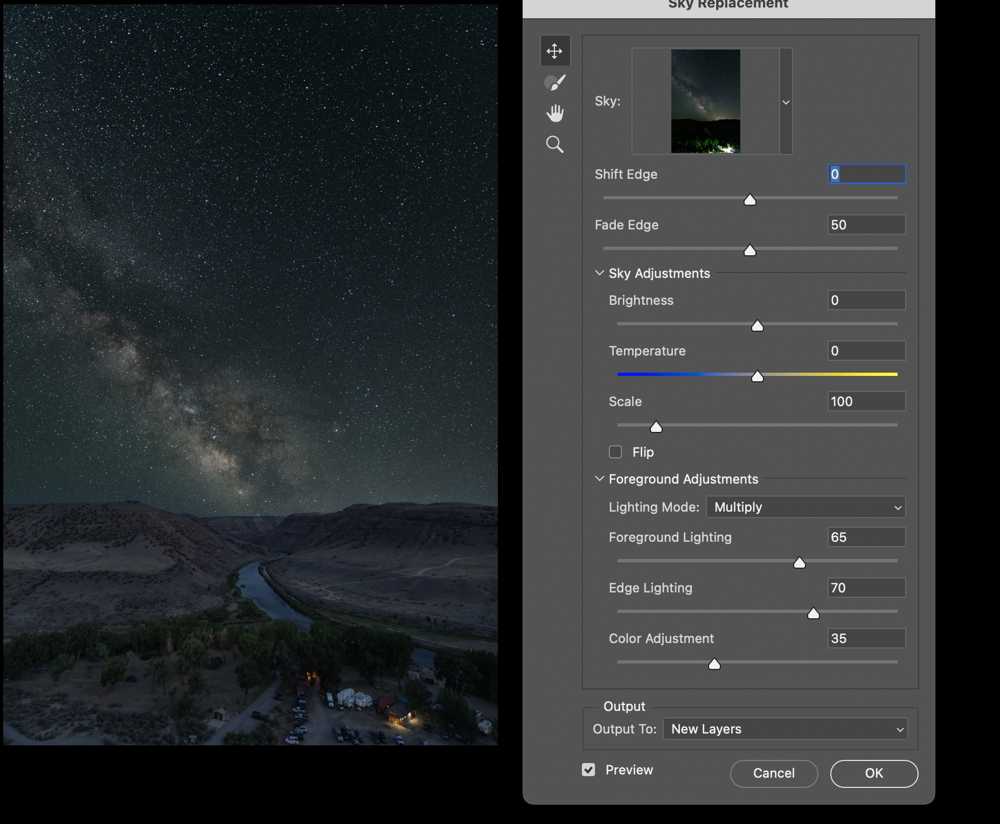 Sky Replacement
Sky:
Shift Edge 0
Fade Edge 50
Sky Adjustments
Brightness 0
Temperature 0
Scale 100
Flip
Foreground Adjustments
Lighting Mode: Multiply
Foreground Lighting 65
Edge Lighting 70
Color Adjustment 35
Output
Output To: New Layers
Preview Cancel OK